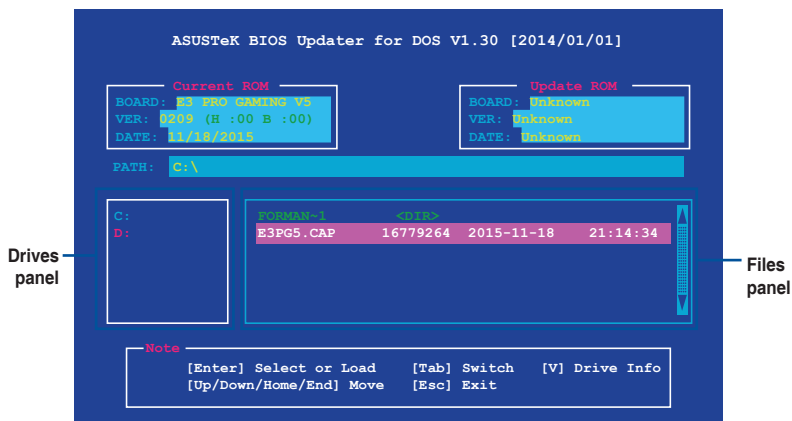 ASUSTeK BIOS Updater for DOS V1.30 [2014/01/01]
Current ROM
BOARD: E3 PRO GAMING V5
VER: 0209 (H :00 B :00)
DATE: 11/18/2015
Update ROM
BOARD: Unknown
VER: Unknown
DATE: Unknown
PATH: C:\
C:
D:
FORMAN~1 <DIR>
E3PG5.CAP 16779264 2015-11-18 21:14:34
Drives
panel
Files
panel
Note
[Enter] Select or Load [Tab] Switch [V] Drive Info
[Up/Down/Home/End] Move [Esc] Exit